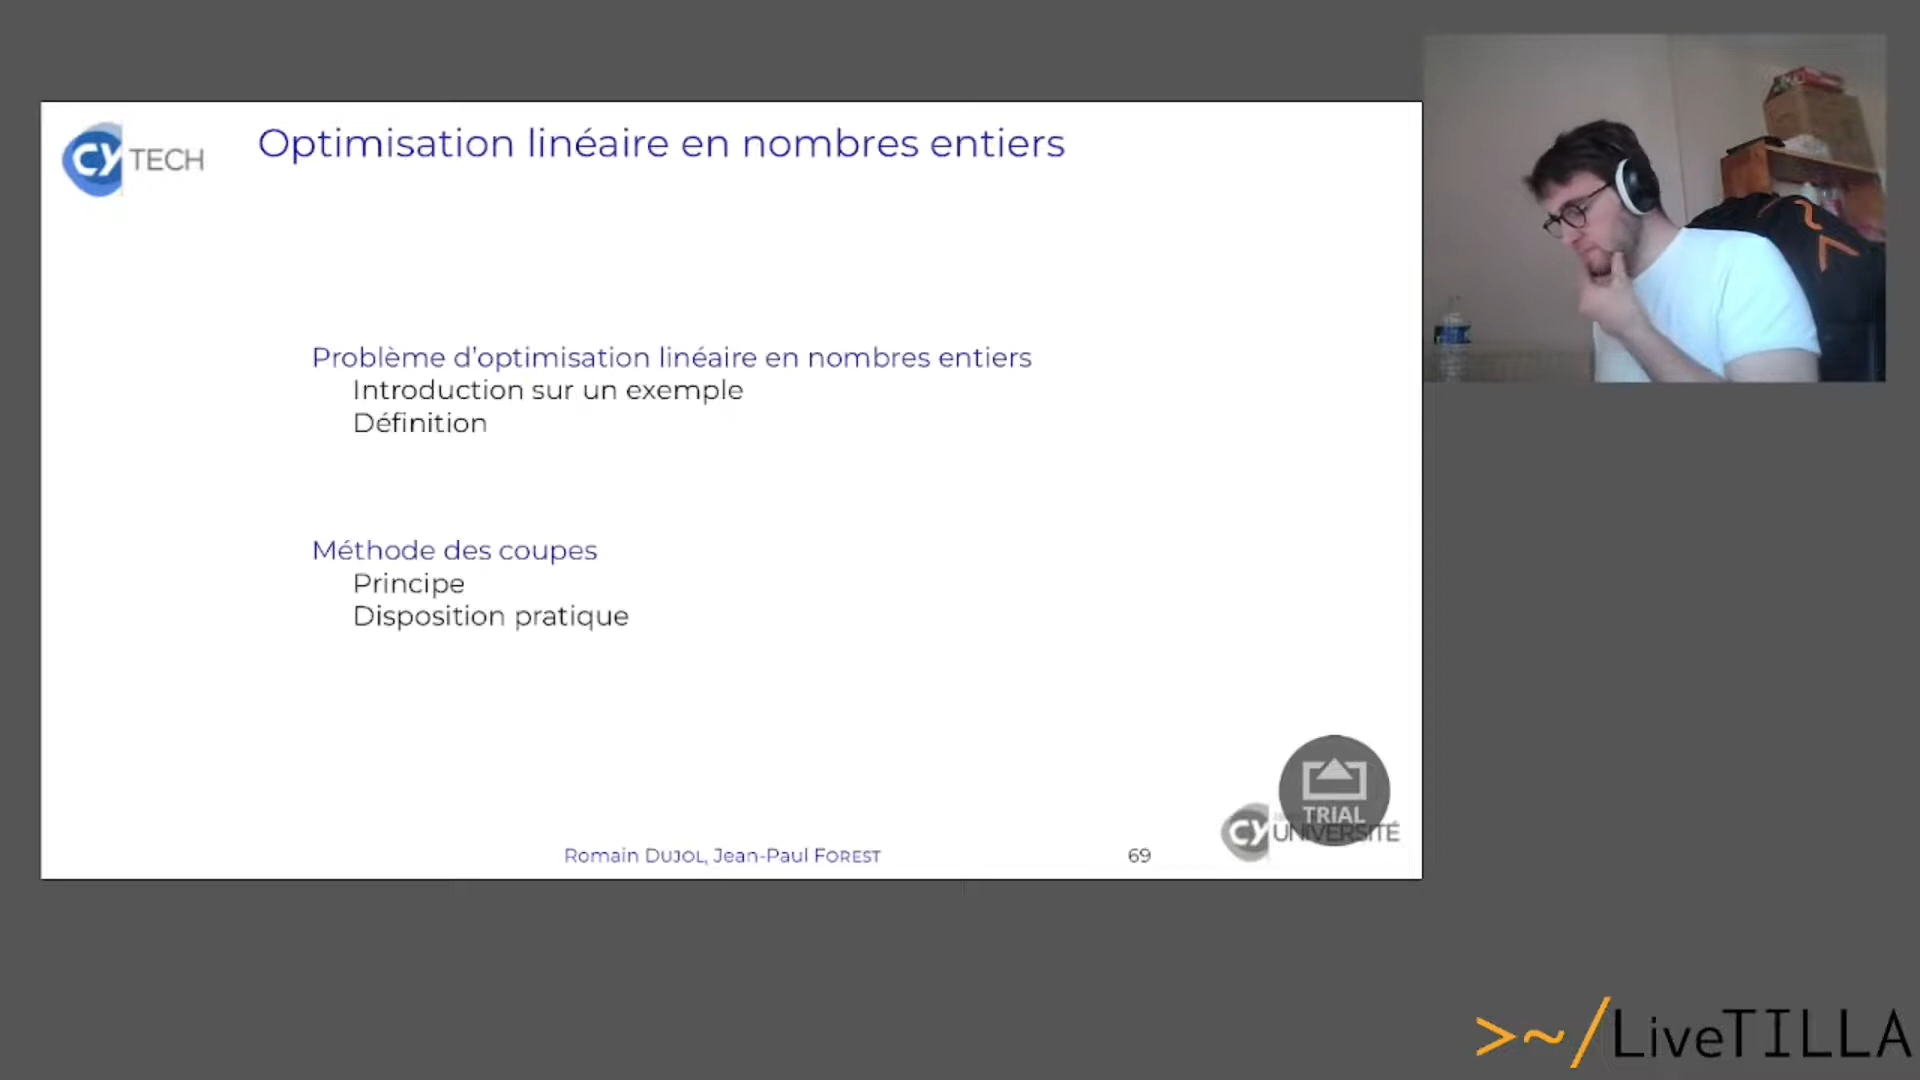 CY TECH
Optimisation linéaire en nombres entiers
Problème d'optimisation linéaire en nombres entiers
Introduction sur un exemple
Définition
Méthode des coupes
Principe
Disposition pratique
TRIAL
CY UNIVERSITÉ
Romain DUJOL, Jean-Paul FOREST
69
>~/LiveTILLA